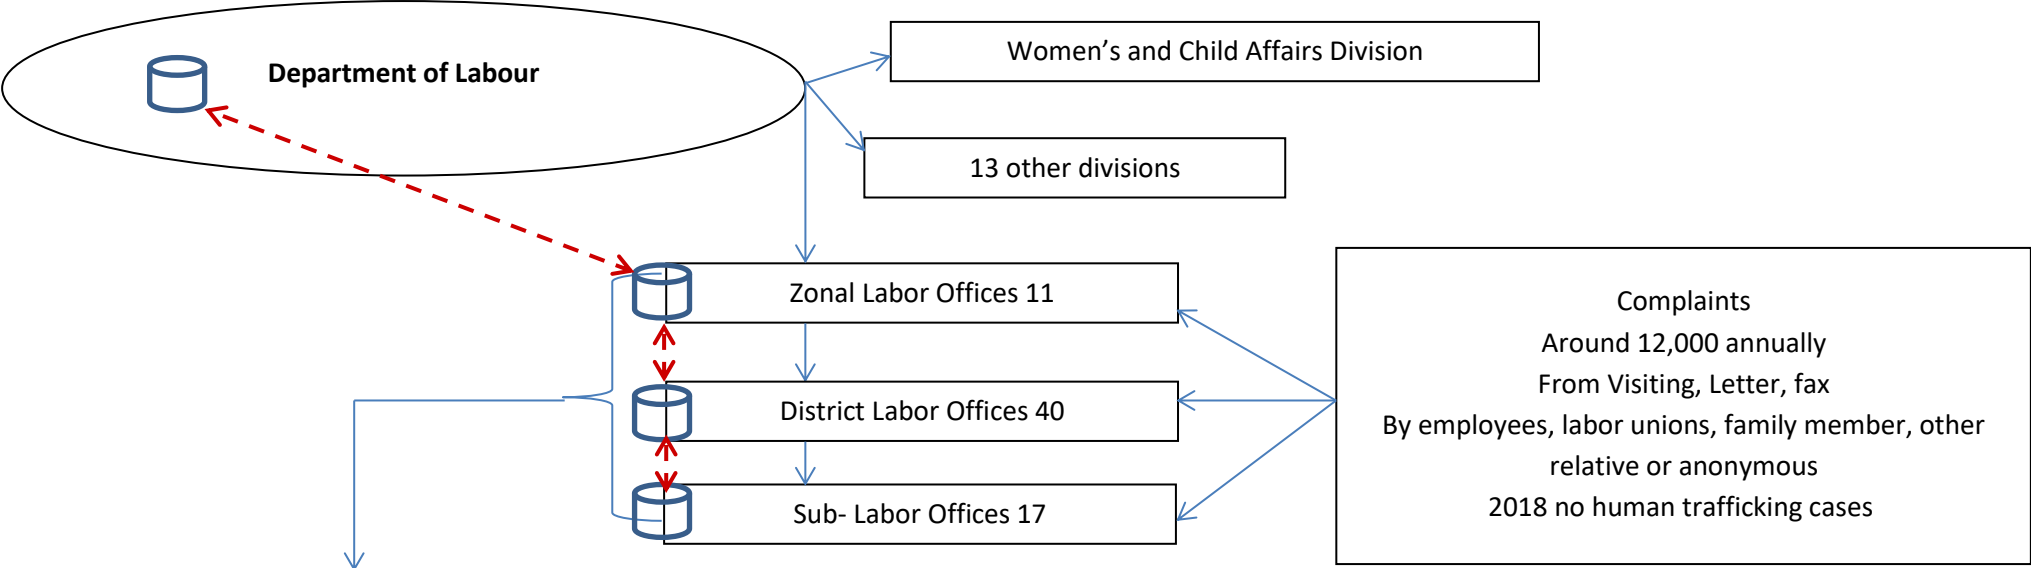 Department of Labour
Women’s and Child Affairs Division
13 other divisions
Zonal Labor Offices 11
District Labor Offices 40
Sub- Labor Offices 17
Complaints
Around 12,000 annually
From Visiting, Letter, fax
By employees, labor unions, family member, other
relative or anonymous
2018 no human trafficking cases